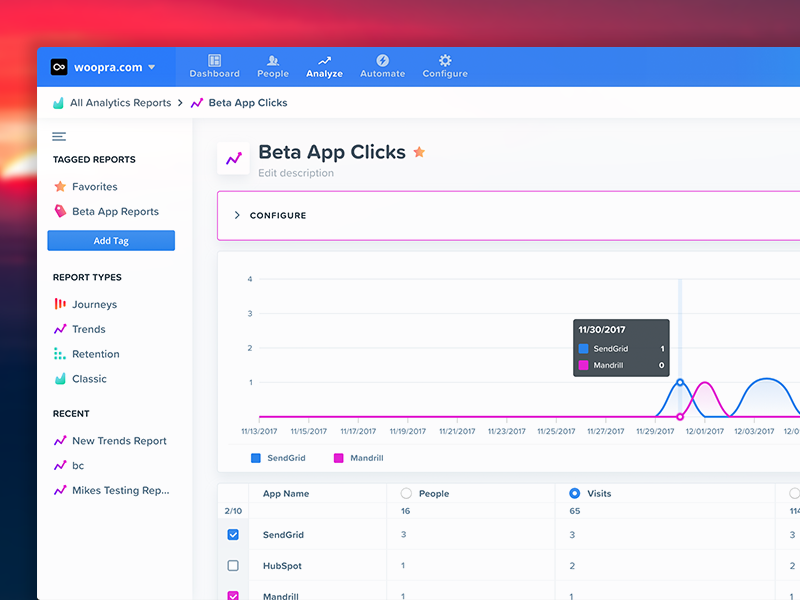 woopra.com
Dashboard
People
Analyze
Automate
Configure
All Analytics Reports
Beta App Clicks
TAGGED REPORTS
Favorites
Beta App Reports
Add Tag
REPORT TYPES
Journeys
Trends
Retention
Classic
RECENT
New Trends Report
bc
Mikes Testing Rep...
Beta App Clicks
Edit description
CONFIGURE
4
3
2
1
11/30/2017
SendGrid 1
Mandrill 0
11/13/2017 11/15/2017 11/17/2017 11/19/2017 11/21/2017 11/23/2017 11/25/2017 11/27/2017 11/29/2017 12/01/2017 12/03/2017
SendGrid Mandrill
App Name People Visits
2/10 16 65 114
SendGrid 3 3 3
HubSpot 1 2 2
Mandrill 1 1 1